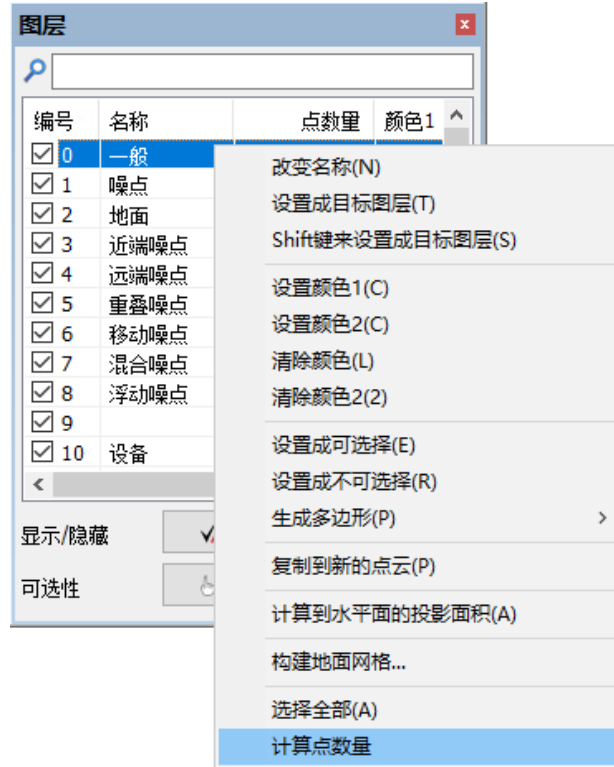 图层
编号 名称 点数量 颜色1
0 一般
1 噪点
2 地面
3 近端噪点
4 远端噪点
5 重叠噪点
6 移动噪点
7 混合噪点
8 浮动噪点
9
10 设备
显示/隐藏
可选性
改变名称(N)
设置成目标图层(T)
Shift键来设置成目标图层(S)
设置颜色1(C)
设置颜色2(C)
清除颜色(L)
清除颜色2(2)
设置成可选择(E)
设置成不可选择(R)
生成多边形(P)
复制到新的点云(P)
计算到水平面的投影面积(A)
构建地面网格...
选择全部(A)
计算点数量